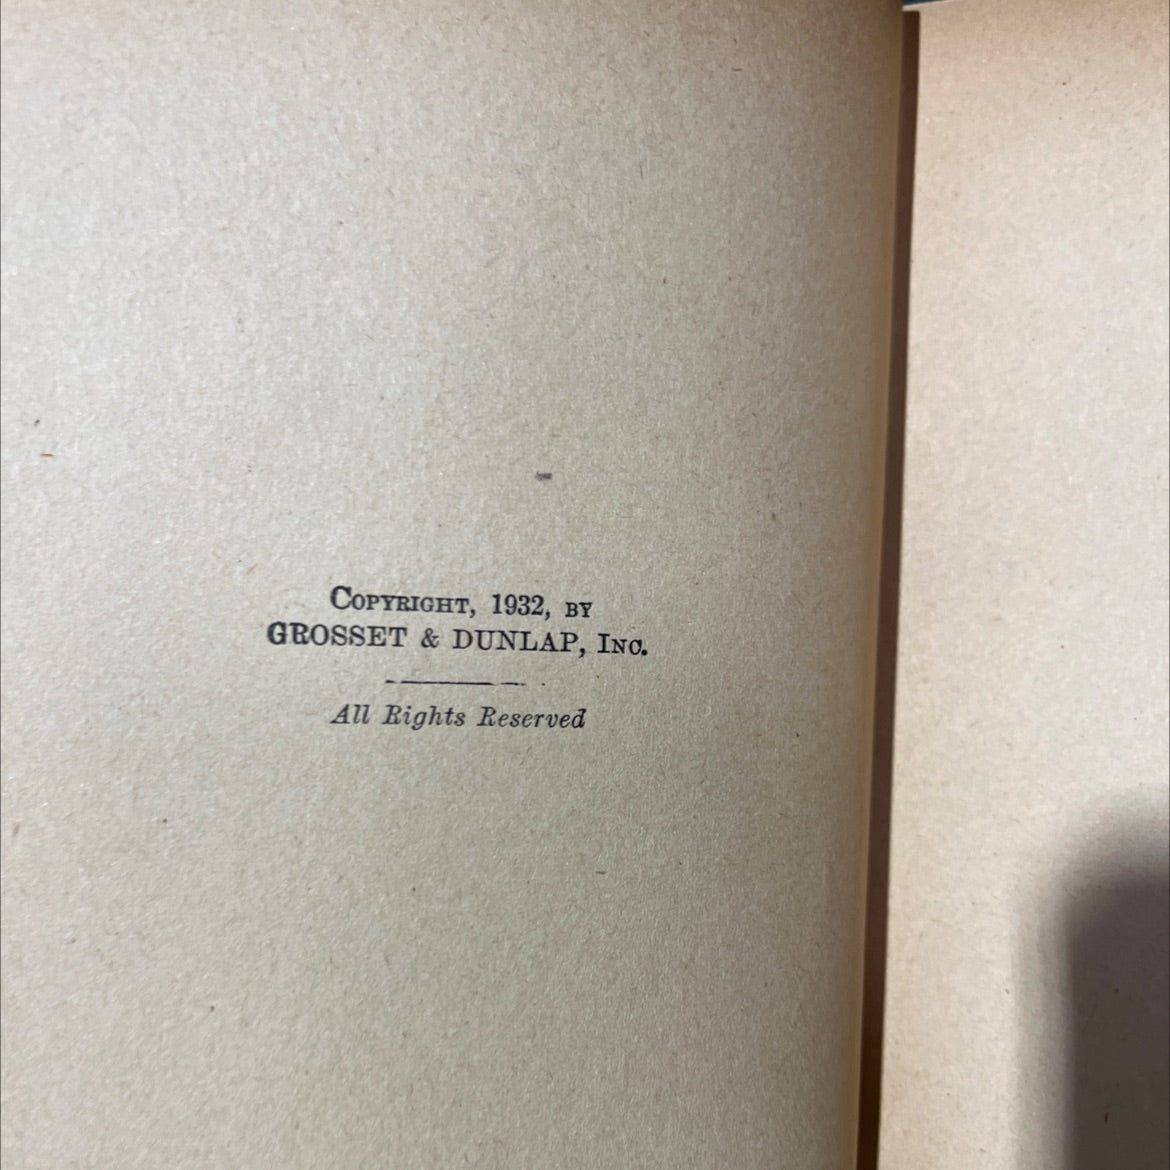 COPYRIGHT, 1932, BY
GROSSET & DUNLAP, INC.
All Rights Reserved